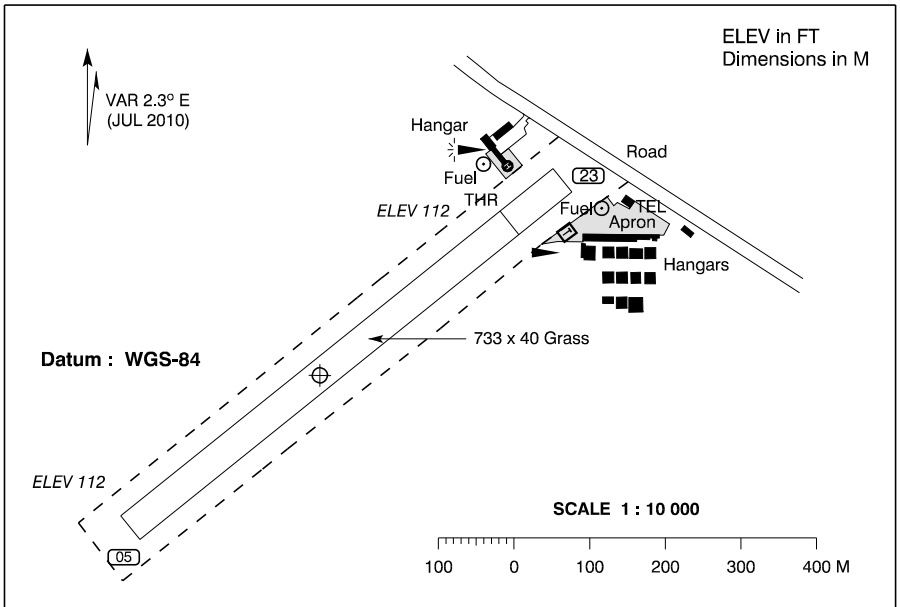 ELEV in FT
Dimensions in M
VAR 2.3° E
(JUL 2010)
Hangar
Road
Fuel
23
THR
ELEV 112
Fuel
TEL
Apron
Hangars
733 x 40 Grass
Datum : WGS-84
ELEV 112
SCALE 1 : 10 000
05
100 0 100 200 300 400 M